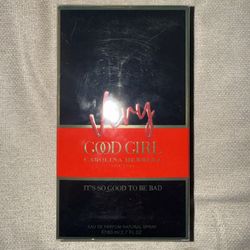 Very
GOOD GIRL
CAROLINA HERRERA
IT'S SO GOOD TO BE BAD
EAU DE PARFUM NATURAL SPRAY